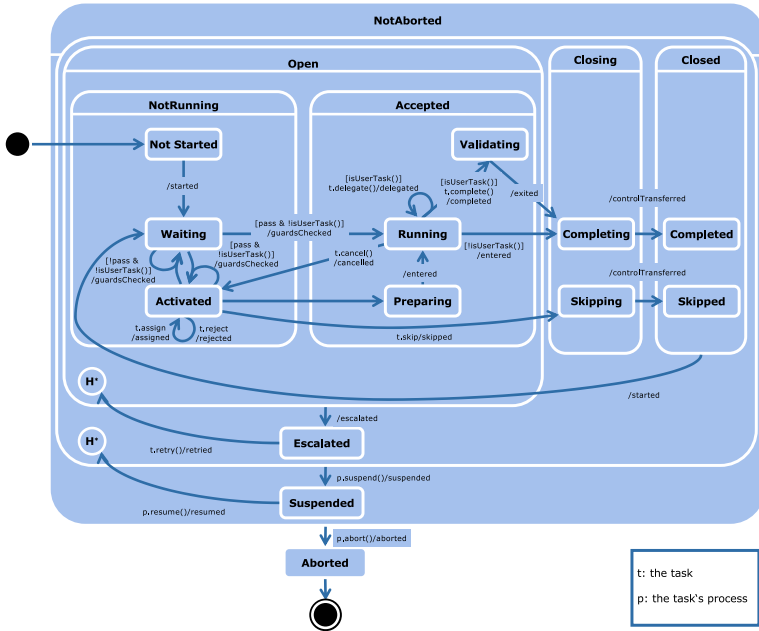 NotAborted
Open
Closing
Closed
NotRunning
Accepted
Not Started
Validating
/started
[isUserTask()]
t.delegate()/delegated
[isUserTask()]
t.complete()
/completed
/exited
/controlTransferred
Waiting
[pass & !isUserTask()]
/guardsChecked
Running
[!isUserTask()]
/entered
Completing
Completed
[!pass &
!isUserTask()]
/guardsChecked
[pass &
!isUserTask()]
/guardsChecked
t.cancel()
/cancelled
/entered
/controlTransferred
Activated
Preparing
Skipping
Skipped
t.assign
/assigned
t.reject
/rejected
t.skip/skipped
H*
/started
/escalated
H*
Escalated
t.retry()/retried
p.suspend()/suspended
Suspended
p.resume()/resumed
p.abort()/aborted
Aborted
t: the task
p: the task's process